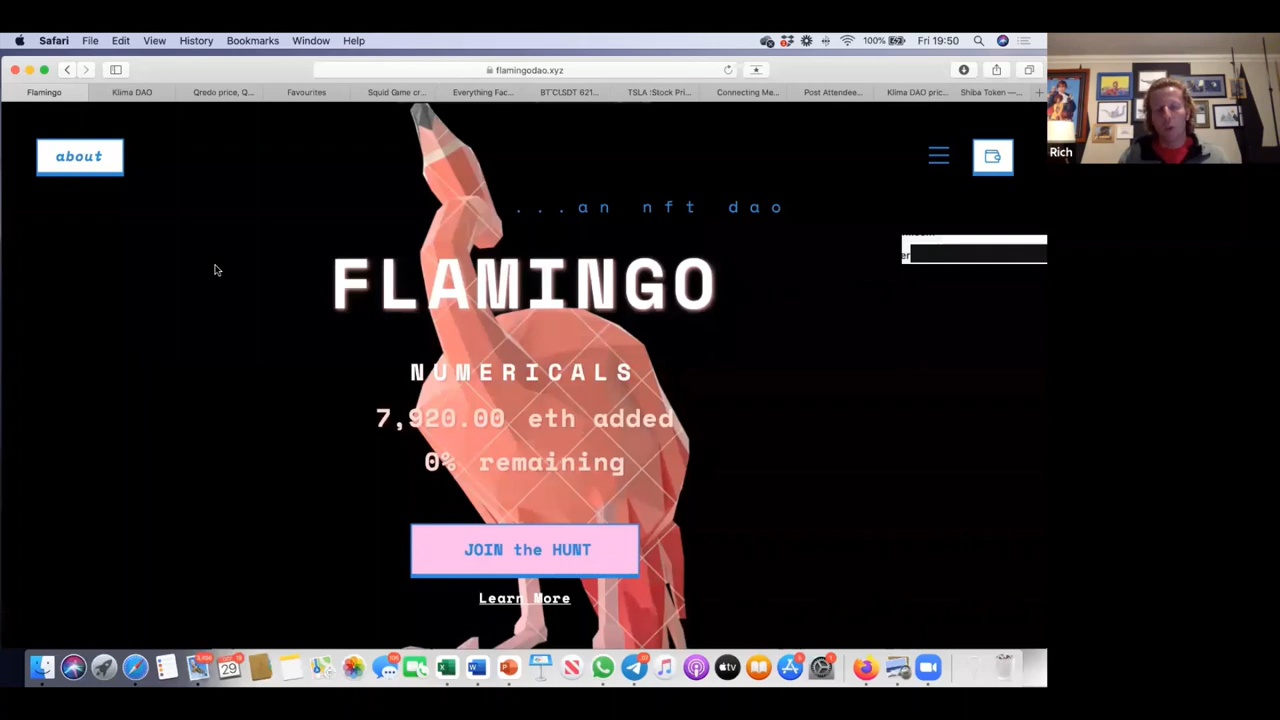 Safari File Edit View History Bookmarks Window Help 100% Fri 19:50
flamingodao.xyz
Flamingo Klima DAO Qredo price, Q... Favourites Squid Game cr... Everything Fac... TSLA :Stock Pri... Connecting Me... Post Attendee... Klima DAO pric... Shiba Token —...
Rich
about
...an nft dao
er
FLAMINGO
NUMERICALS
7,920.00 eth added
0% remaining
JOIN the HUNT
Learn More
29